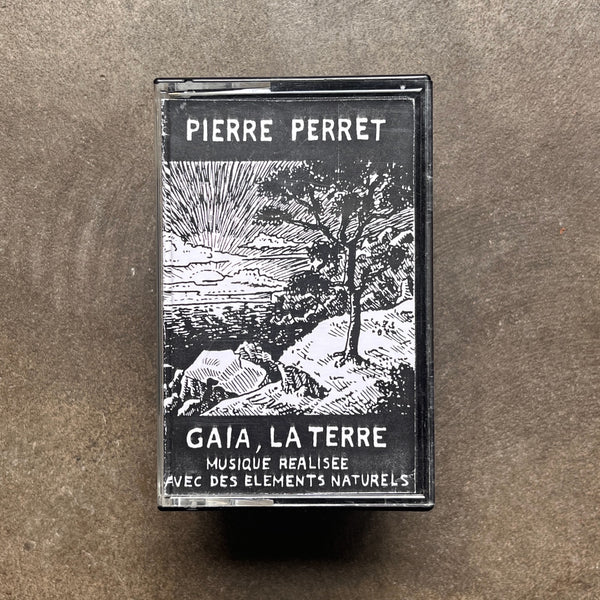 PIERRE PERRET
GAIA, LA TERRE
MUSIQUE REALISEE
AVEC DES ELEMENTS NATURELS